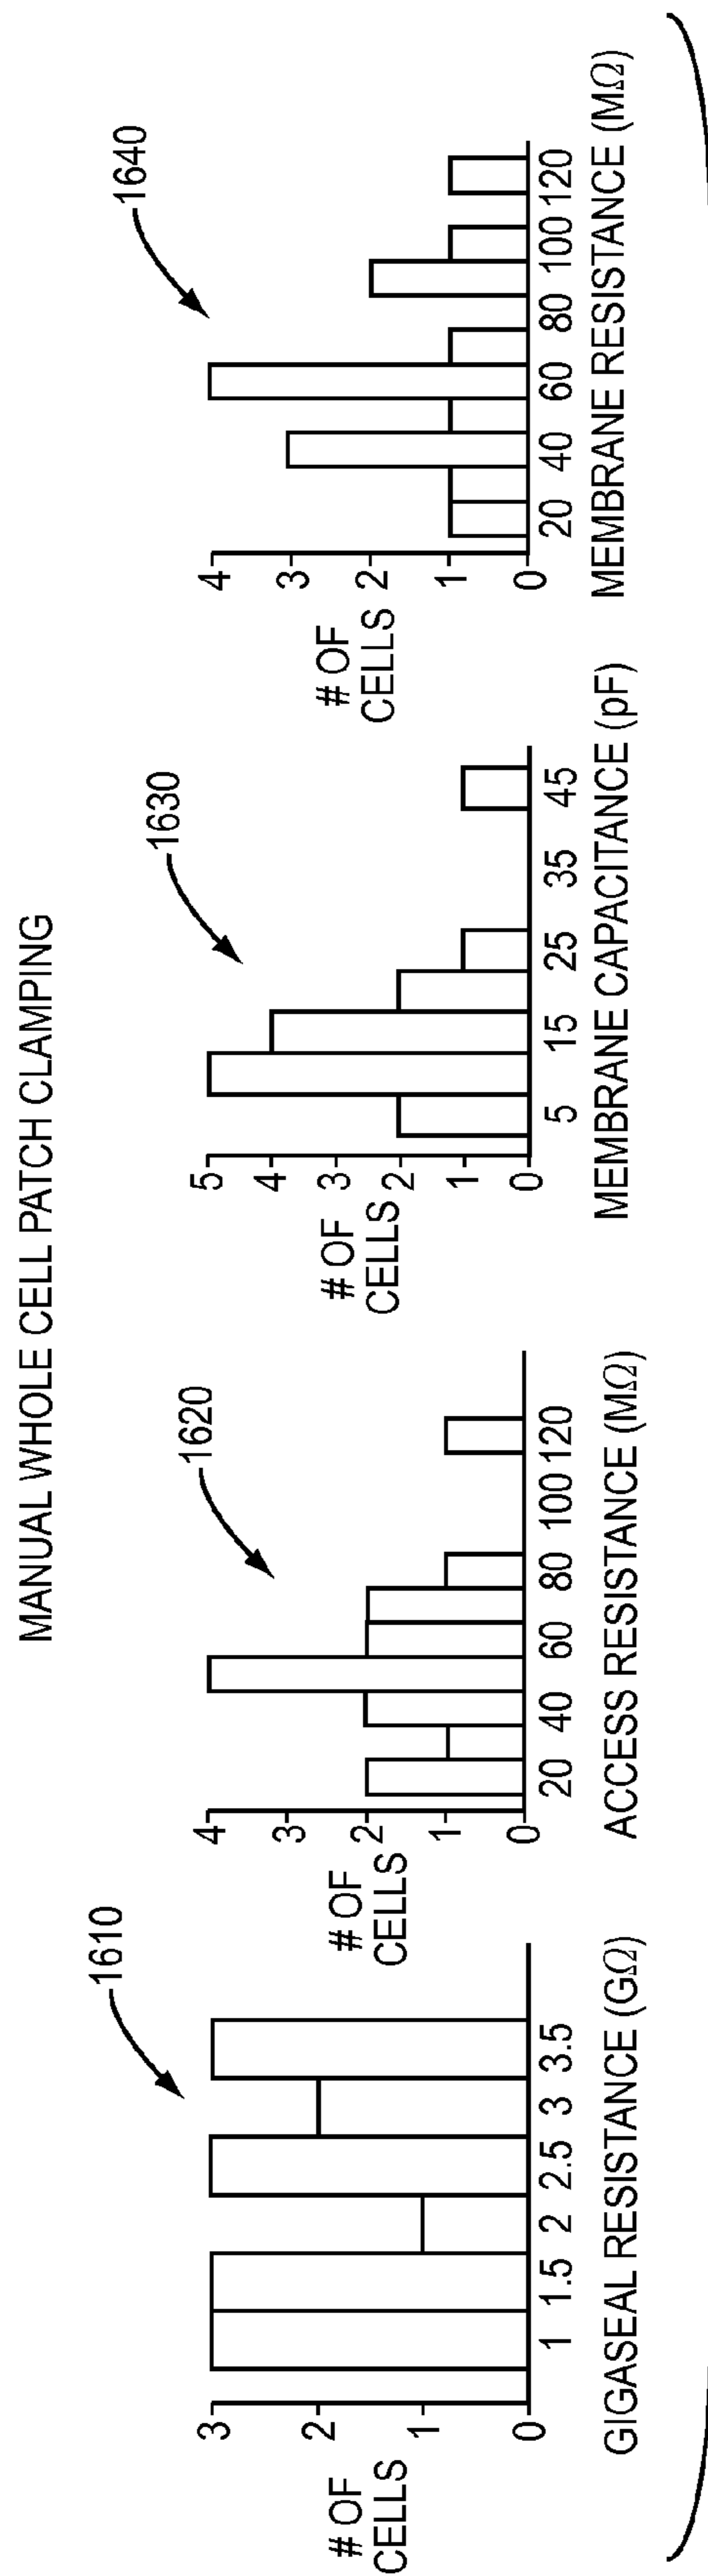 MANUAL WHOLE CELL PATCH CLAMPING
1610
3
2
1
0
# OF
CELLS
1 1.5 2 2.5 3 3.5
GIGASEAL RESISTANCE (GΩ)
1620
4
3
2
1
0
# OF
CELLS
20 40 60 80 100 120
ACCESS RESISTANCE (MΩ)
1630
5
4
3
2
1
0
# OF
CELLS
5 15 25 35 45
MEMBRANE CAPACITANCE (pF)
1640
4
3
2
1
0
# OF
CELLS
20 40 60 80 100 120
MEMBRANE RESISTANCE (MΩ)